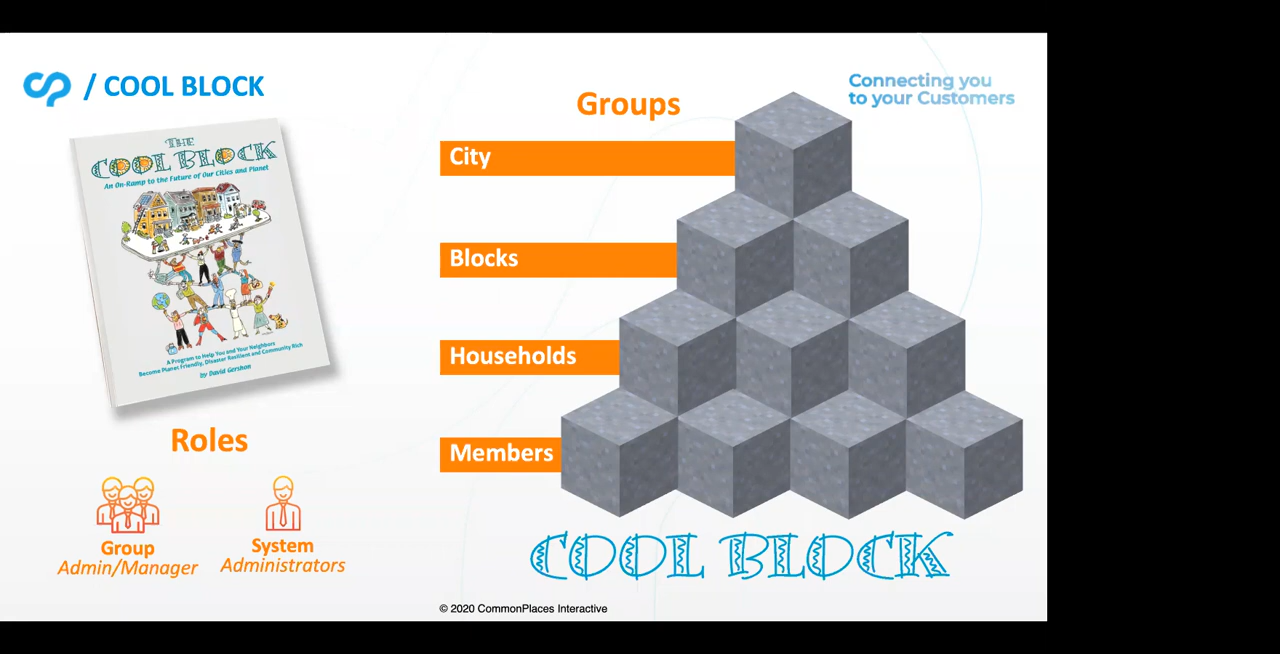 / COOL BLOCK
Connecting you
to your Customers
THE
COOL BLOCK
An On-Ramp to the Future of Our Cities and Planet
A Program to Help You and Your Neighbors
Become Planet Friendly, Disaster Resilient and Community Rich
by David Gershon
Roles
Group
Admin/Manager
System
Administrators
Groups
City
Blocks
Households
Members
COOL BLOCK
© 2020 CommonPlaces Interactive